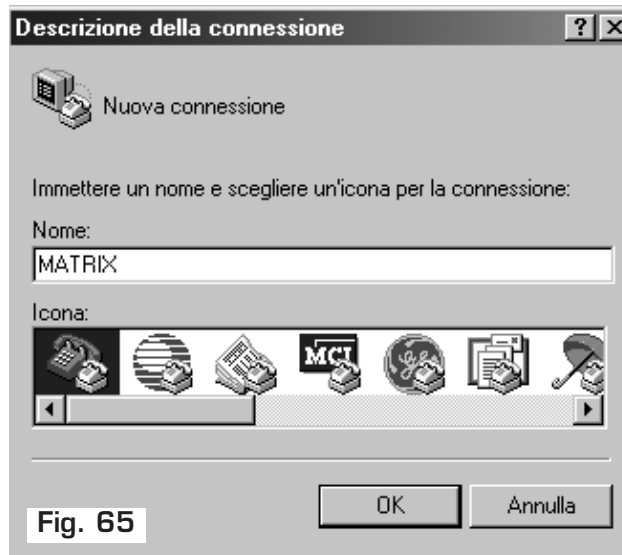 Descrizione della connessione
Nuova connessione
Immettere un nome e scegliere un'icona per la connessione:
Nome:
MATRIX
Icona:
MCI
OK
Annulla
Fig. 65